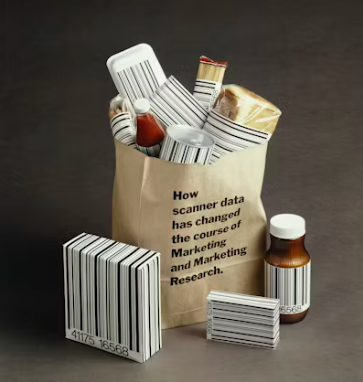 How
scanner data
has changed
the course of
Marketing
and Marketing
Research.
41175 16568
16568